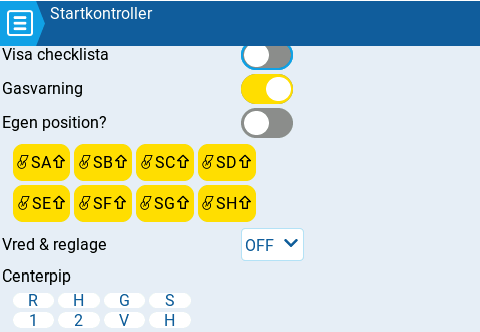 Startkontroller
Visa checklista
Gasvarning
Egen position?
SA⇧ SB⇧ SC⇧ SD⇧
SE⇧ SF⇧ SG⇧ SH⇧
Vred & reglage OFF
Centerpip
R H G S
1 2 V H